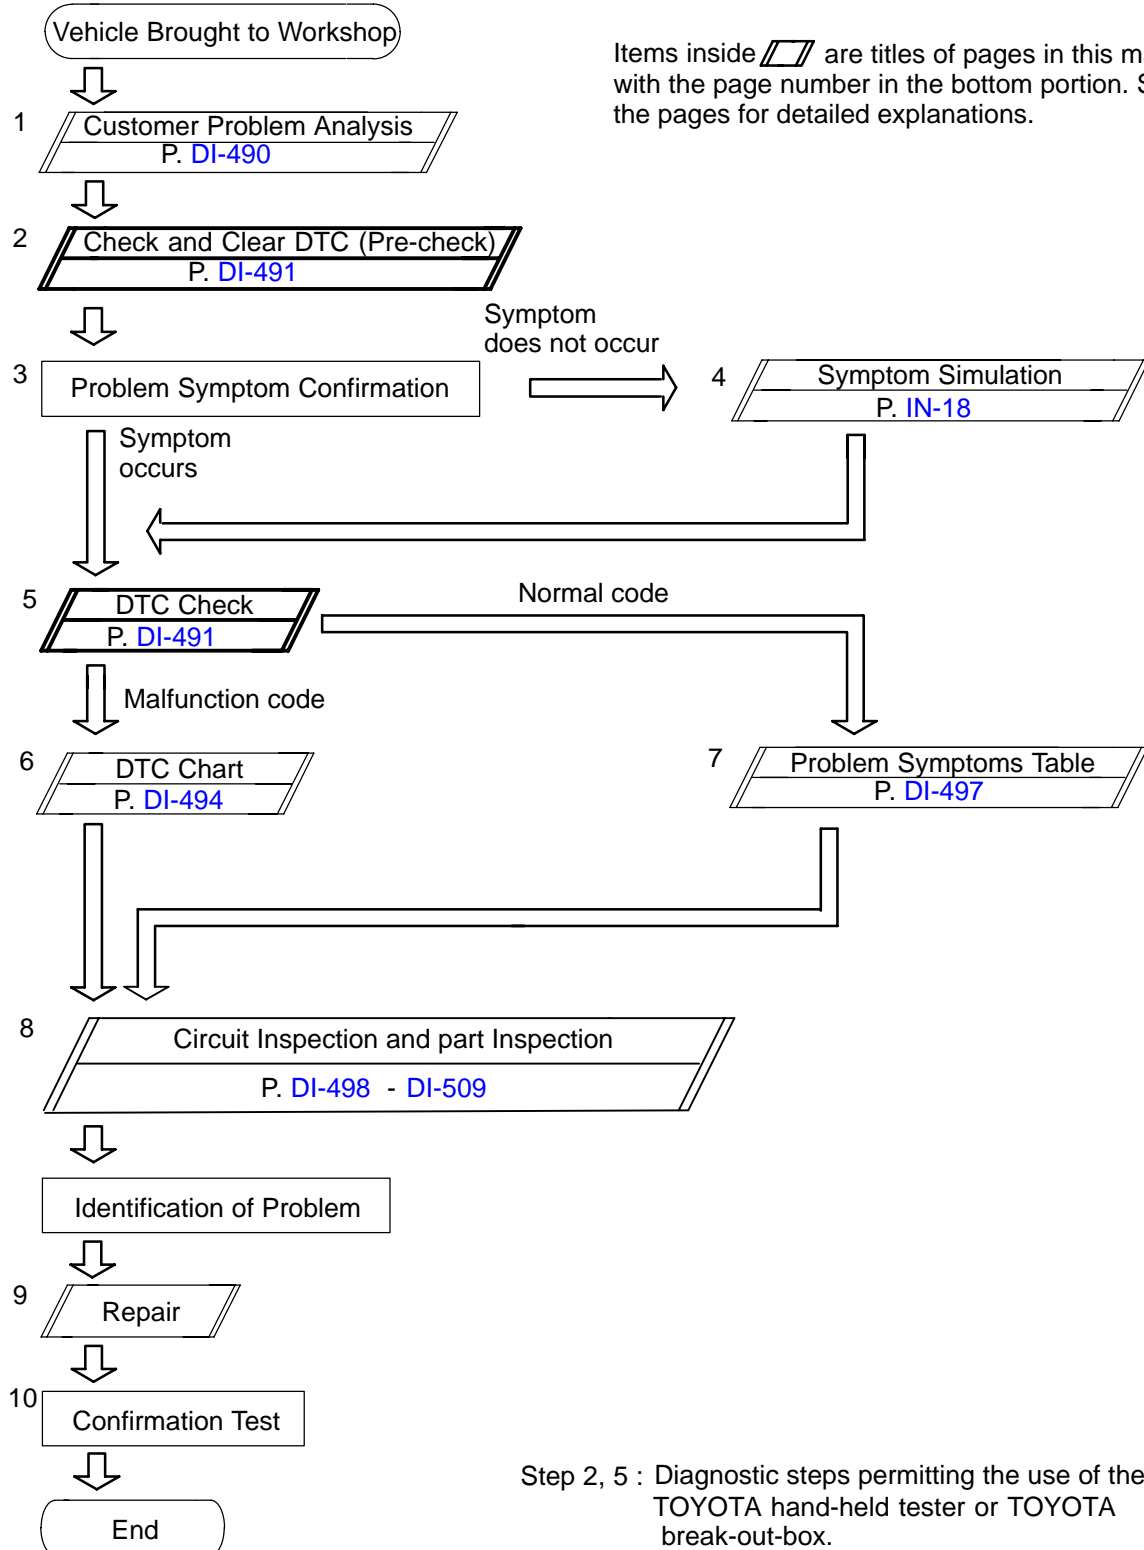 Vehicle Brought to Workshop
Items inside are titles of pages in this
with the page number in the bottom portion.
the pages for detailed explanations.
1
Customer Problem Analysis
P. DI-490
2
Check and Clear DTC (Pre-check)
P. DI-491
Symptom
does not occur
3
Problem Symptom Confirmation
4
Symptom Simulation
P. IN-18
Symptom
occurs
5
DTC Check
P. DI-491
Normal code
Malfunction code
6
DTC Chart
P. DI-494
7
Problem Symptoms Table
P. DI-497
8
Circuit Inspection and part Inspection
P. DI-498 - DI-509
Identification of Problem
9
Repair
10
Confirmation Test
End
Step 2, 5 : Diagnostic steps permitting the use of the
TOYOTA hand-held tester or TOYOTA
break-out-box.